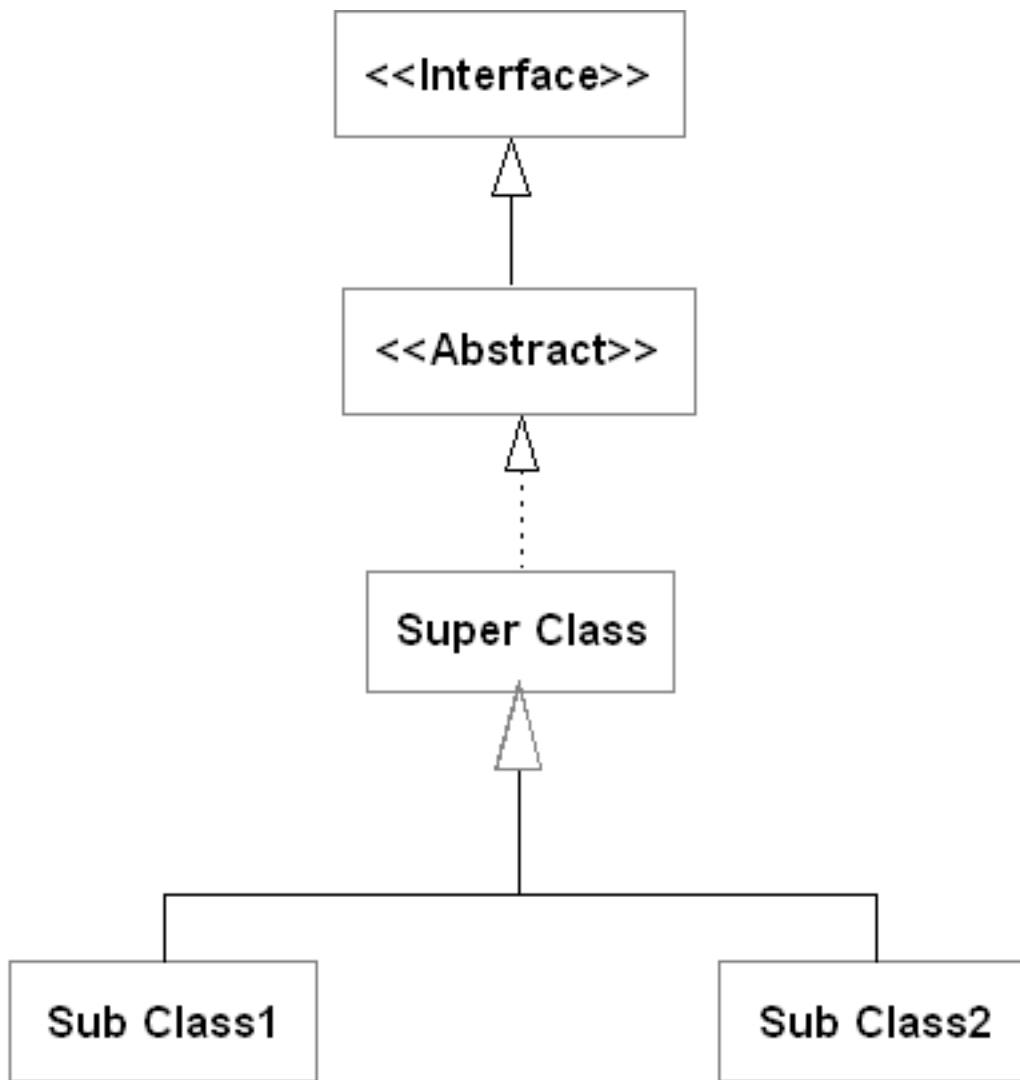 <<Interface>>
<<Abstract>>
Super Class
Sub Class1
Sub Class2